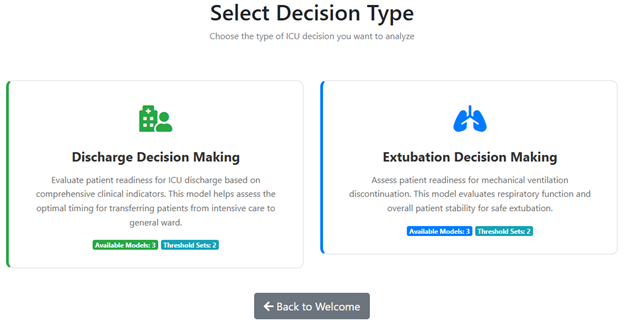 Select Decision Type
Choose the type of ICU decision you want to analyze
Discharge Decision Making
Evaluate patient readiness for ICU discharge based on
comprehensive clinical indicators. This model helps assess the
optimal timing for transferring patients from intensive care to
general ward.
Available Models: 3 Threshold Sets: 2
Extubation Decision Making
Assess patient readiness for mechanical ventilation
discontinuation. This model evaluates respiratory function and
overall patient stability for safe extubation.
Available Models: 3 Threshold Sets: 2
Back to Welcome